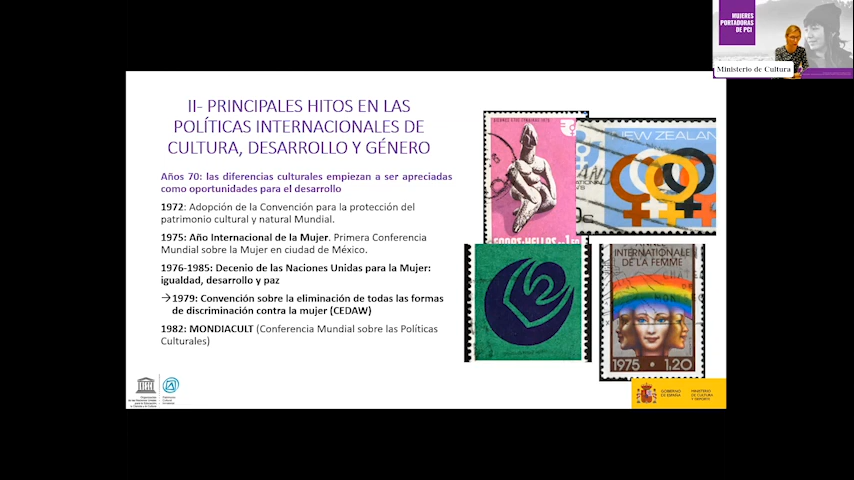 MUJERES
PORTADORAS
DE PCI
Ministerio de Cultura
II- PRINCIPALES HITOS EN LAS
POLÍTICAS INTERNACIONALES DE
CULTURA, DESARROLLO Y GÉNERO
Años 70: las diferencias culturales empiezan a ser apreciadas
como oportunidades para el desarrollo
1972: Adopción de la Convención para la protección del
patrimonio cultural y natural Mundial.
1975: Año Internacional de la Mujer. Primera Conferencia
Mundial sobre la Mujer en ciudad de México.
1976-1985: Decenio de las Naciones Unidas para la Mujer:
igualdad, desarrollo y paz
→1979: Convención sobre la eliminación de todas las formas
de discriminación contra la mujer (CEDAW)
1982: MONDIACULT (Conferencia Mundial sobre las Políticas
Culturales)
NEW ZEALAND
HELLAS
ANNÉE
INTERNATIONALE
DE LA FEMME
1975 1,20
GOBIERNO
DE ESPAÑA
MINISTERIO
DE CULTURA
Y DEPORTE